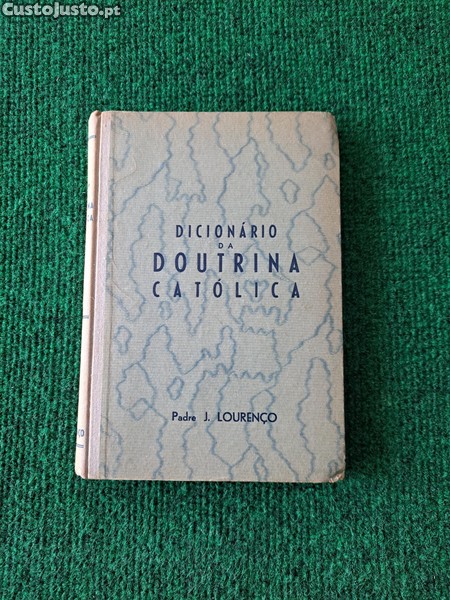 CustoJusto.pt
DICIONÁRIO
DA
DOUTRINA
CATÓLICA
Padre J. LOURENÇO